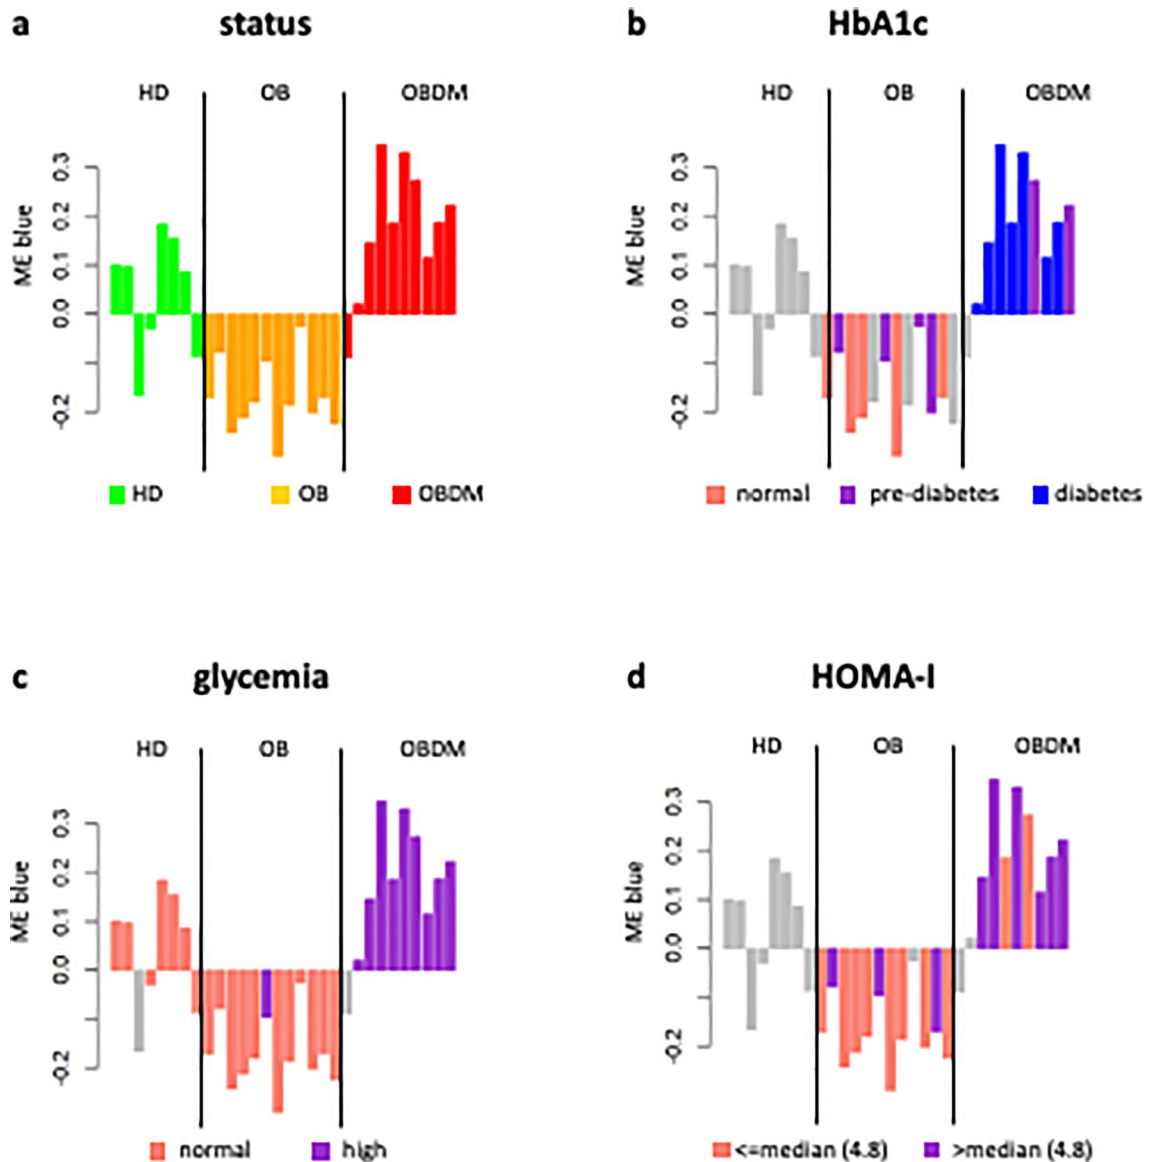 a status
HD OB OBDM
ME blue
0.3
0.2
0.1
0.0
-0.2
HD OB OBDM
b HbA1c
HD OB OBDM
ME blue
0.3
0.2
0.1
0.0
-0.2
normal pre-diabetes diabetes
c glycemia
HD OB OBDM
ME blue
0.3
0.2
0.1
0.0
-0.2
normal high
d HOMA-I
HD OB OBDM
ME blue
0.3
0.2
0.1
0.0
-0.2
<=median (4.8) >median (4.8)